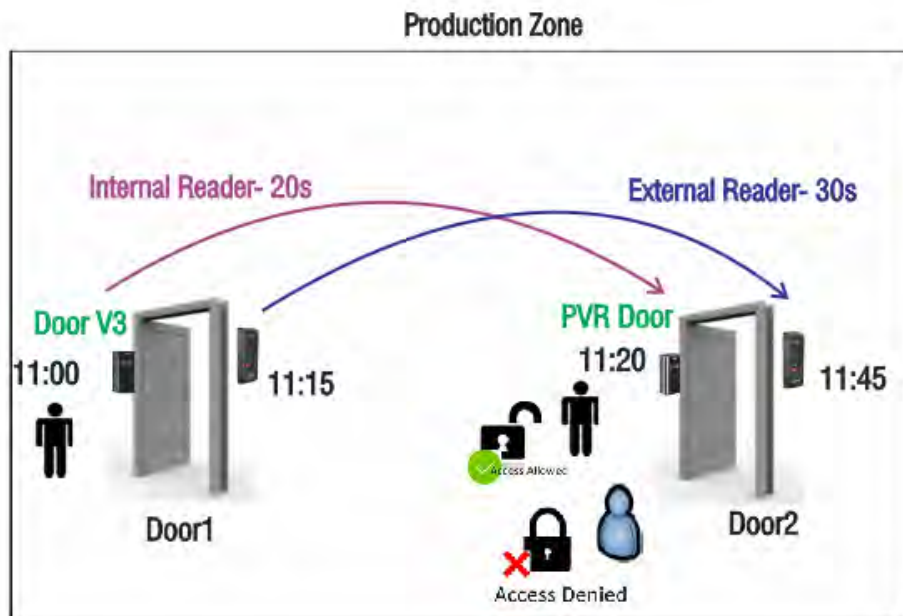 Production Zone
Internal Reader- 20s
External Reader- 30s
Door V3
PVR Door
11:00
11:15
11:20
11:45
Access Allowed
Door1
Door2
Access Denied